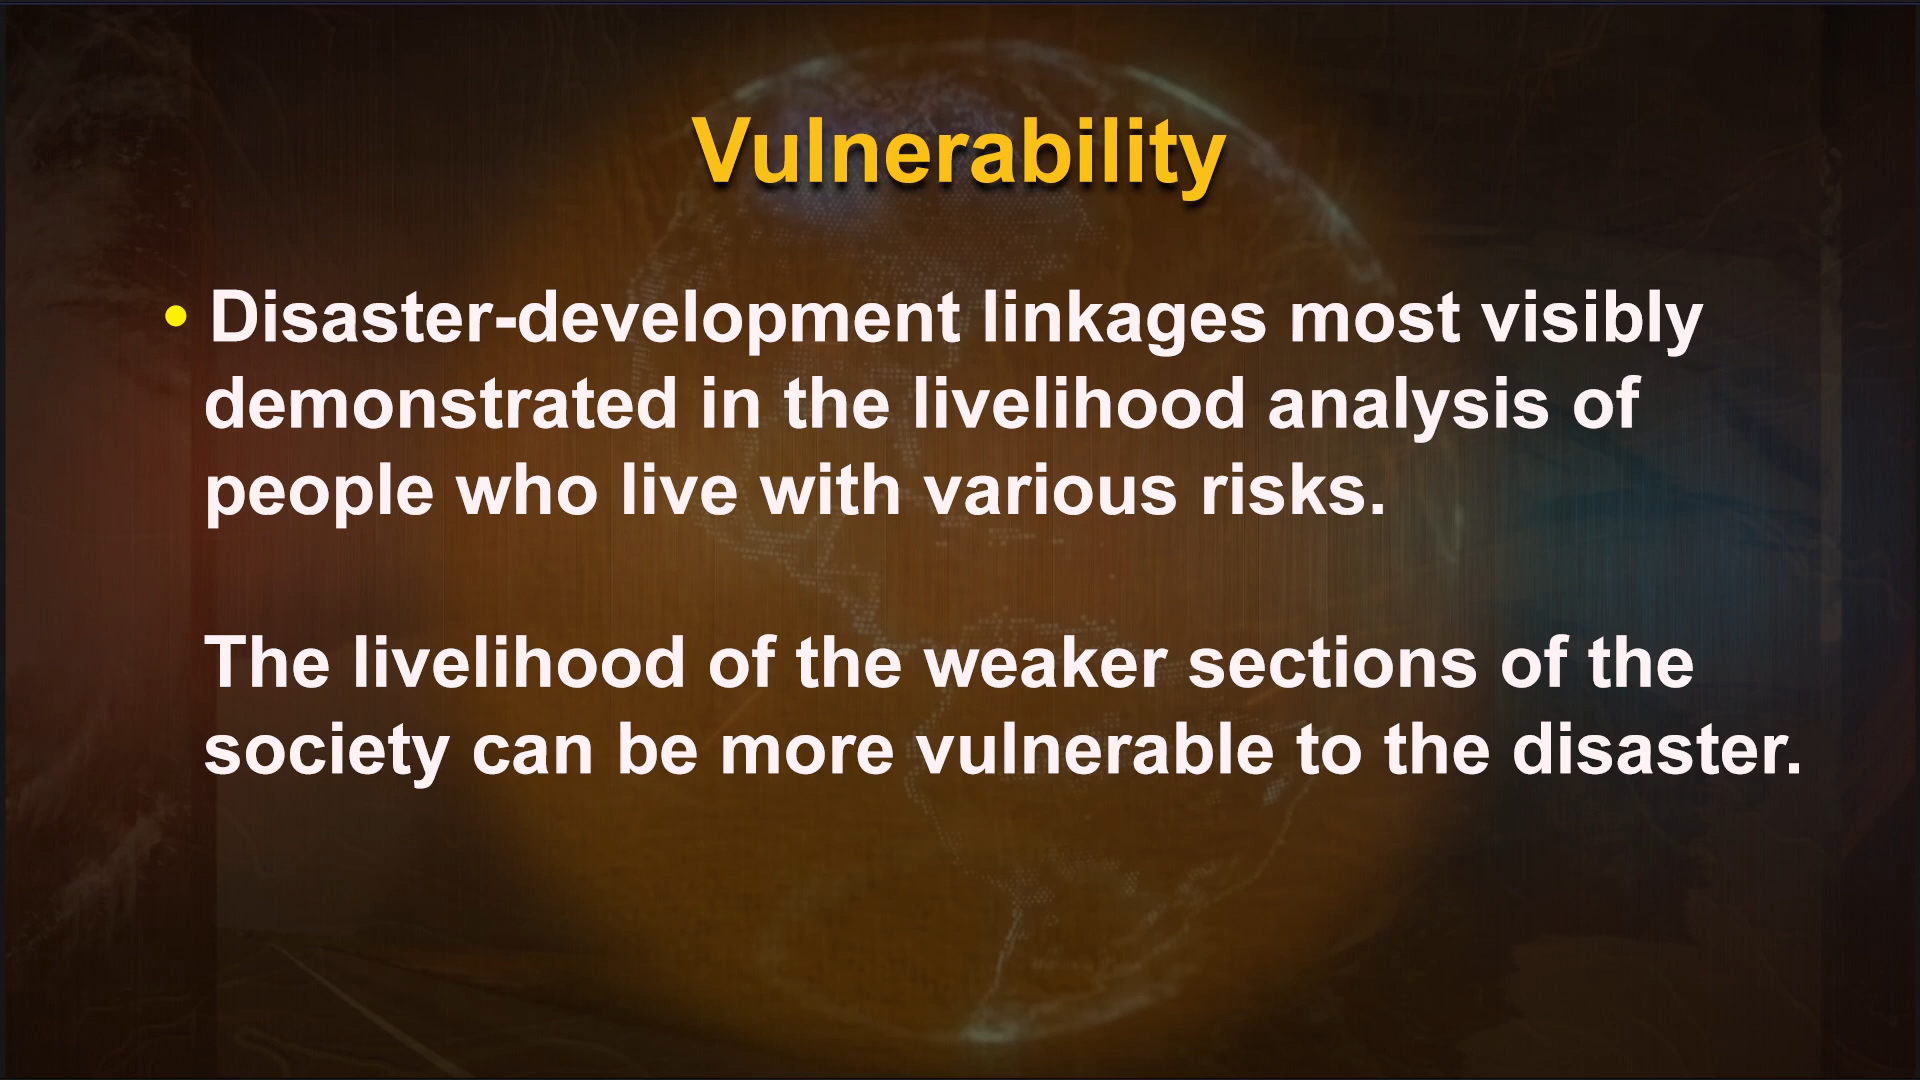 Vulnerability
• Disaster-development linkages most visibly
demonstrated in the livelihood analysis of
people who live with various risks.
The livelihood of the weaker sections of the
society can be more vulnerable to the disaster.